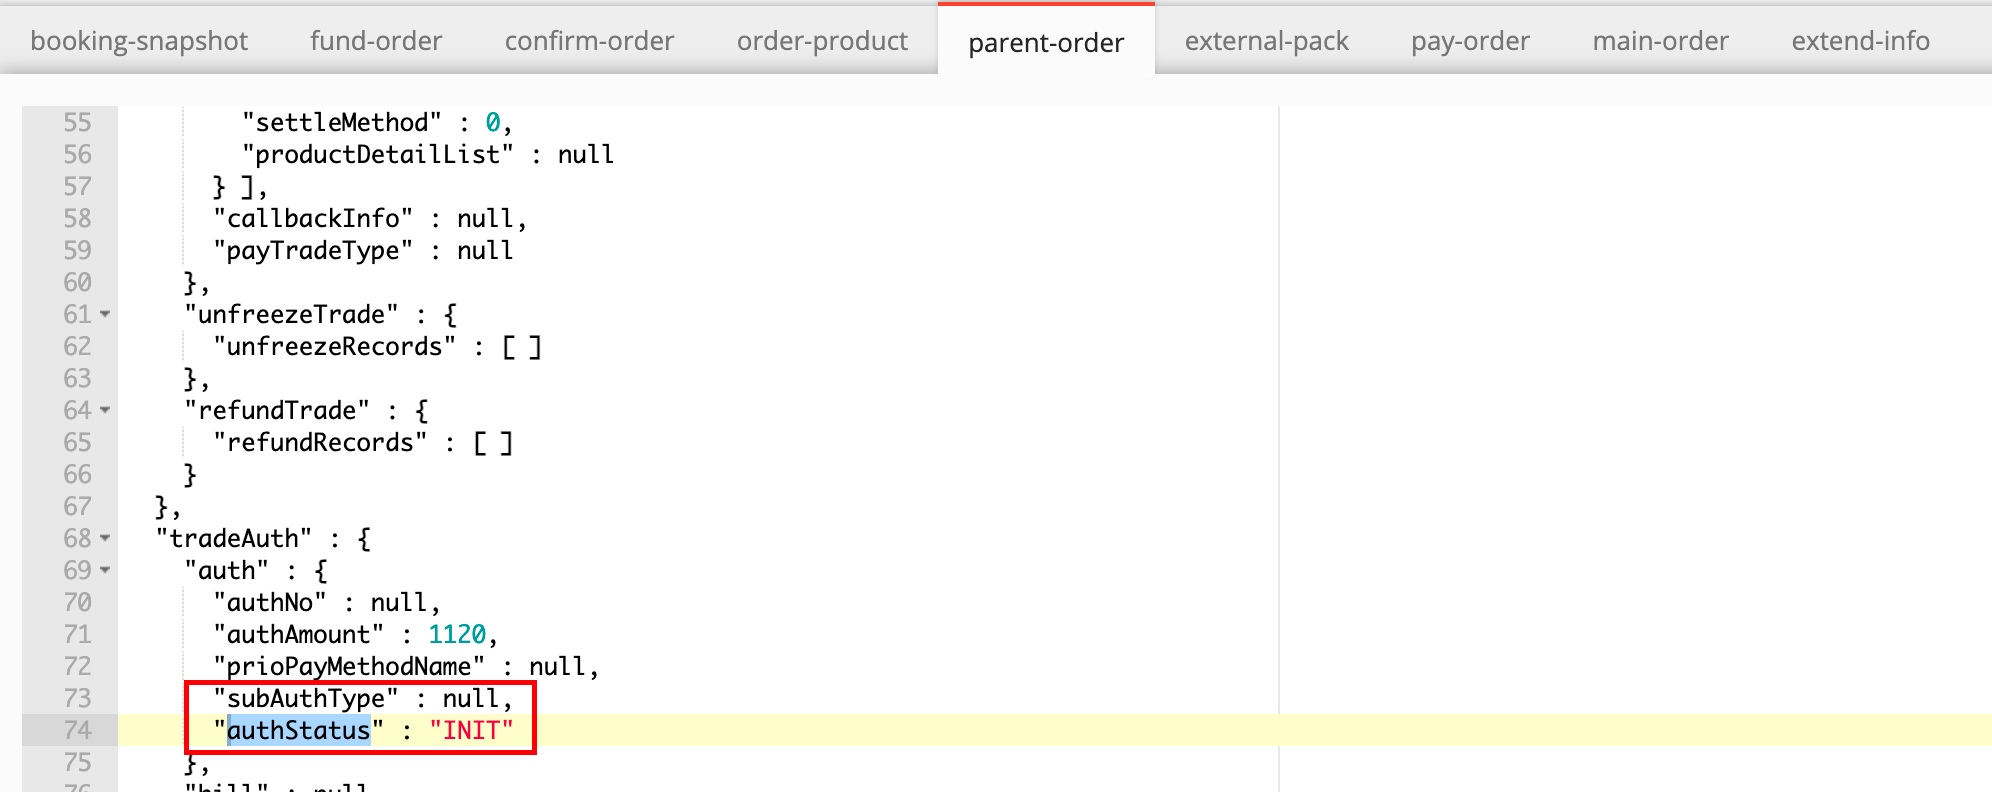 booking-snapshot fund-order confirm-order order-product parent-order external-pack pay-order main-order extend-info
55 "settleMethod" : 0,
56 "productDetailList" : null
57 } ],
58 "callbackInfo" : null,
59 "payTradeType" : null
60 },
61 "unfreezeTrade" : {
62 "unfreezeRecords" : [ ]
63 },
64 "refundTrade" : {
65 "refundRecords" : [ ]
66 }
67 },
68 "tradeAuth" : {
69 "auth" : {
70 "authNo" : null,
71 "authAmount" : 1120,
72 "prioPayMethodName" : null,
73 "subAuthType" : null,
74 "authStatus" : "INIT"
75 },
76 "bill" : null